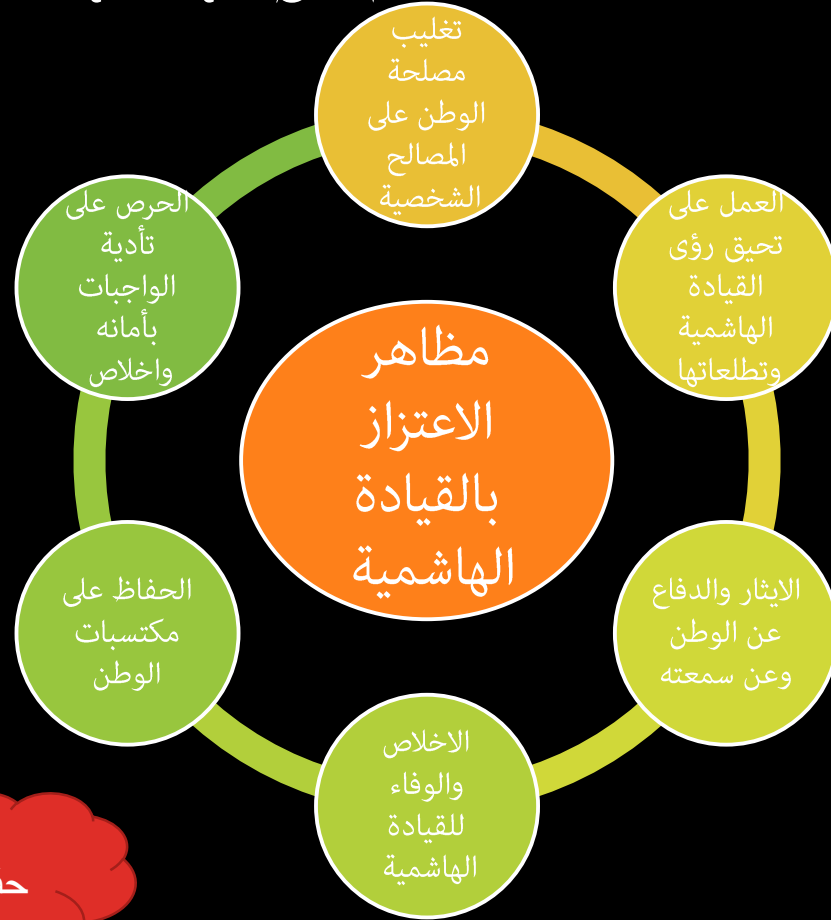 تغليب
مصلحة
الوطن على
المصالح
الشخصية
العمل على
تحيق رؤى
القيادة
الهاشمية
وتطلعاتها
الايثار والدفاع
عن الوطن
وعن سمعته
الاخلاص
والوفاء
للقيادة
الهاشمية
الحفاظ على
مكتسبات
الوطن
الحرص على
تأدية
الواجبات
بأمانه
واخلاص
مظاهر
الاعتزاز
بالقيادة
الهاشمية